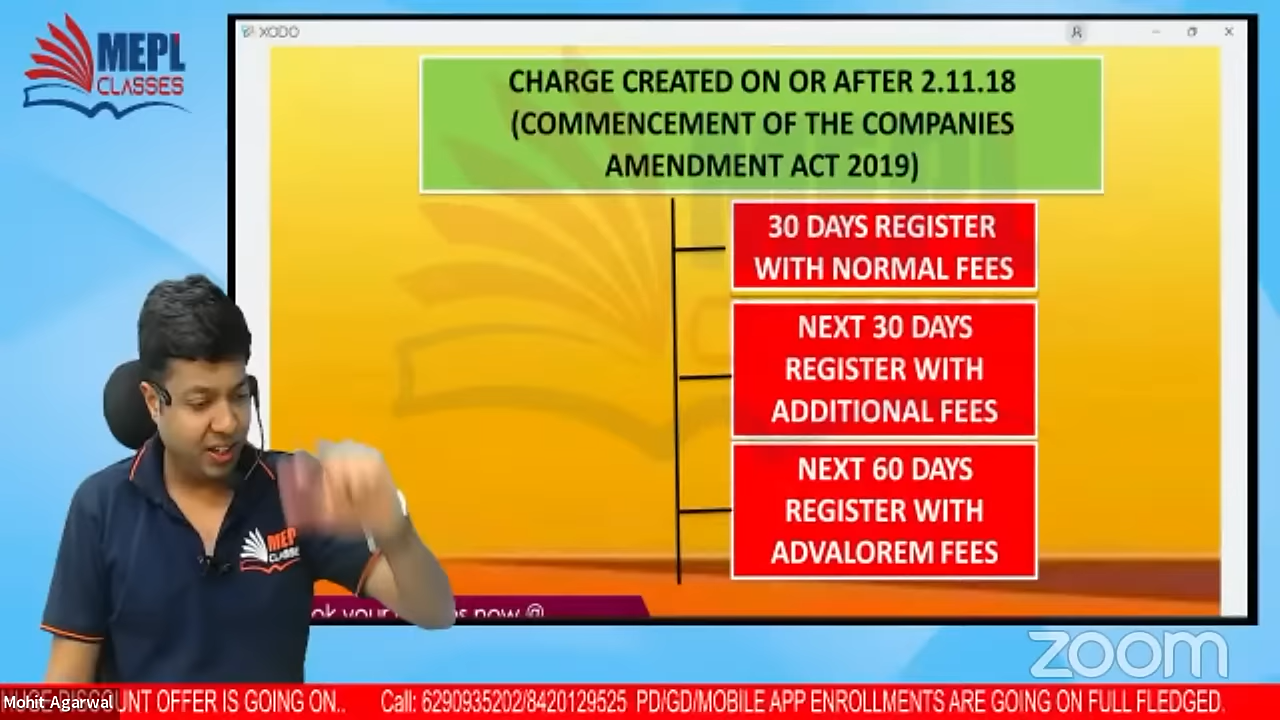 MEPL
CLASSES
XODO
CHARGE CREATED ON OR AFTER 2.11.18
(COMMENCEMENT OF THE COMPANIES
AMENDMENT ACT 2019)
30 DAYS REGISTER
WITH NORMAL FEES
NEXT 30 DAYS
REGISTER WITH
ADDITIONAL FEES
NEXT 60 DAYS
REGISTER WITH
ADVALOREM FEES
MEPL
CLASSES
now @
zoom
Mohit Agarwal
DISCOUNT OFFER IS GOING ON.. Call: 6290935202/8420129525 PD/GD/MOBILE APP ENROLLMENTS ARE GOING ON FULL FLEDGED.